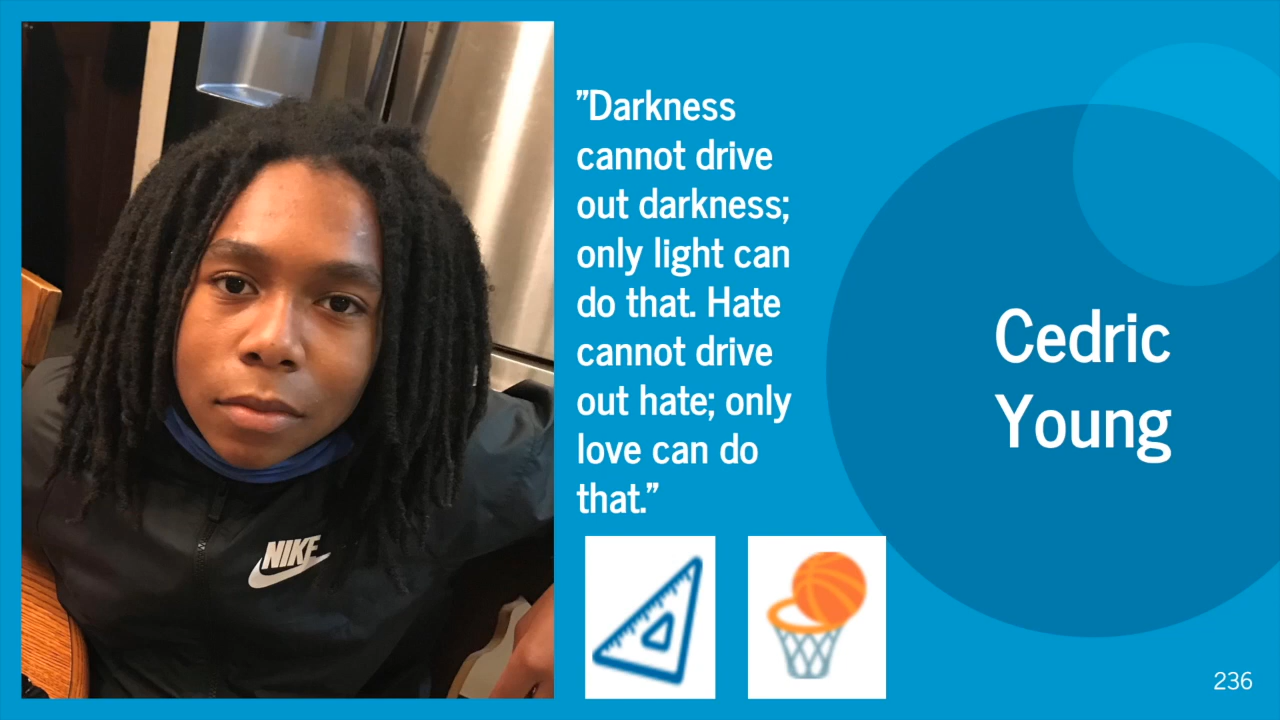 ”Darkness
cannot drive
out darkness;
only light can
do that. Hate
cannot drive
out hate; only
love can do
that.”
Cedric
Young
NIKE
236